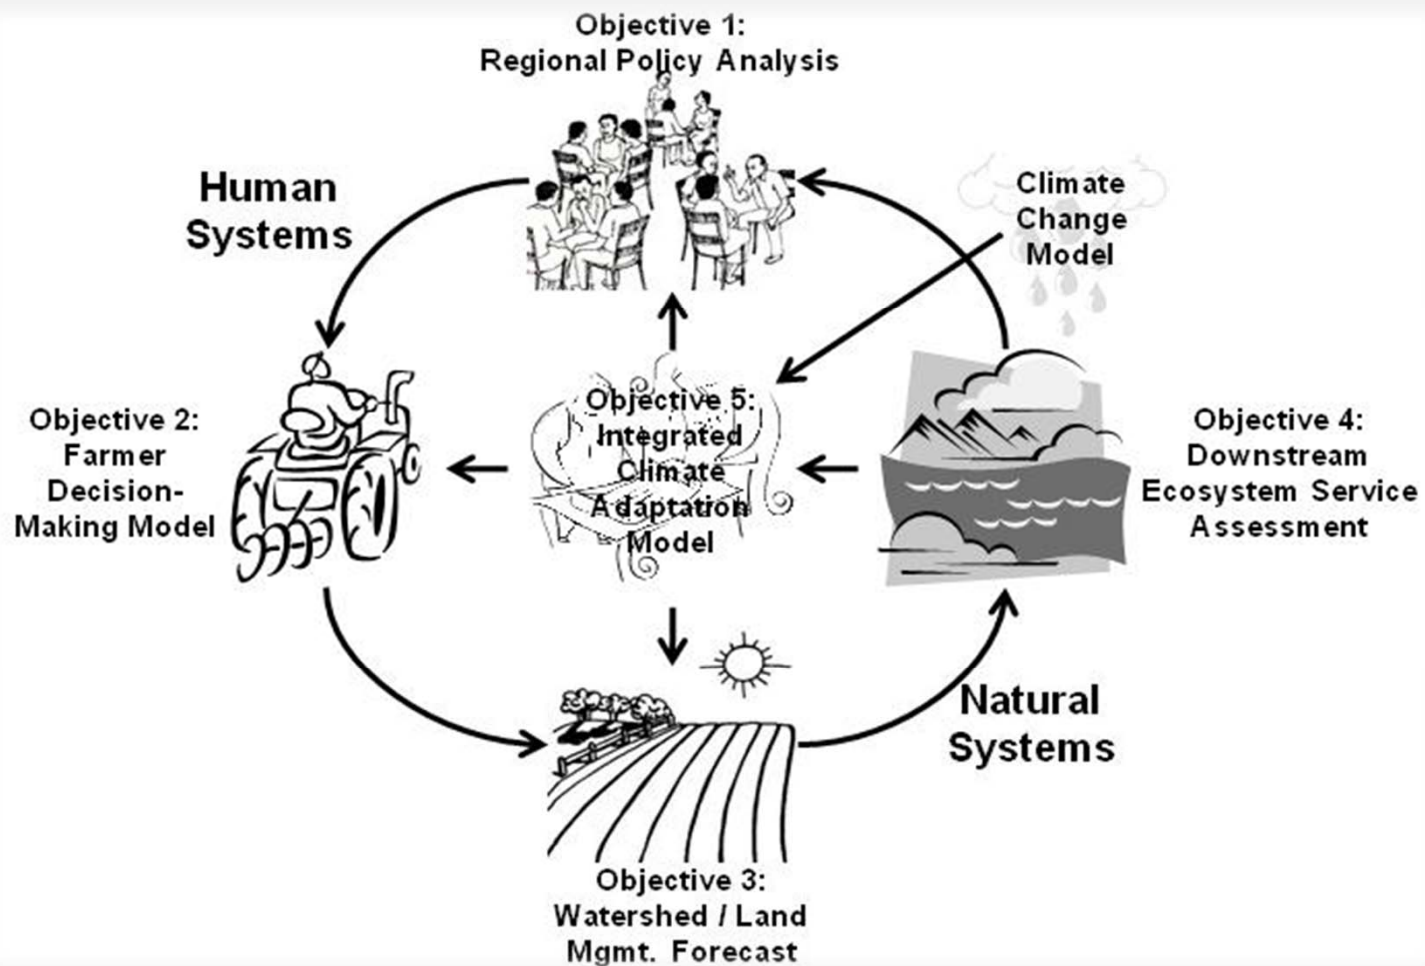 Objective 1:
Regional Policy Analysis
Human
Systems
Climate
Change
Model
Objective 2:
Farmer
Decision-
Making Model
Objective 5:
Integrated
Climate
Adaptation
Model
Objective 4:
Downstream
Ecosystem Service
Assessment
Natural
Systems
Objective 3:
Watershed / Land
Mgmt. Forecast